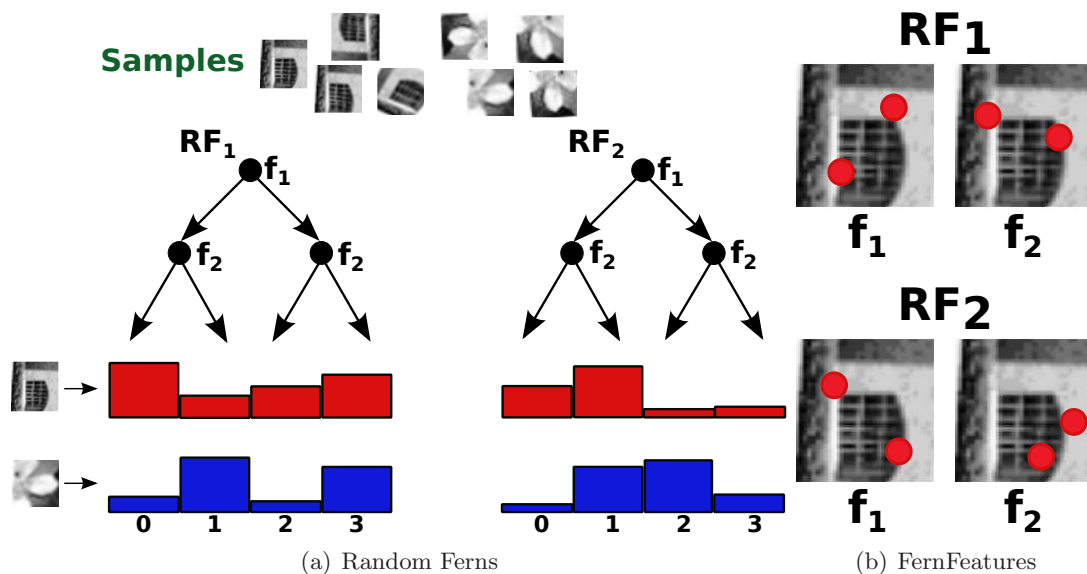 Samples
RF1
f1
f2
f2
0 1 2 3
RF2
f1
f2
f2
0 1 2 3
(a) Random Ferns
RF1
f1 f2
RF2
f1 f2
(b) FernFeatures